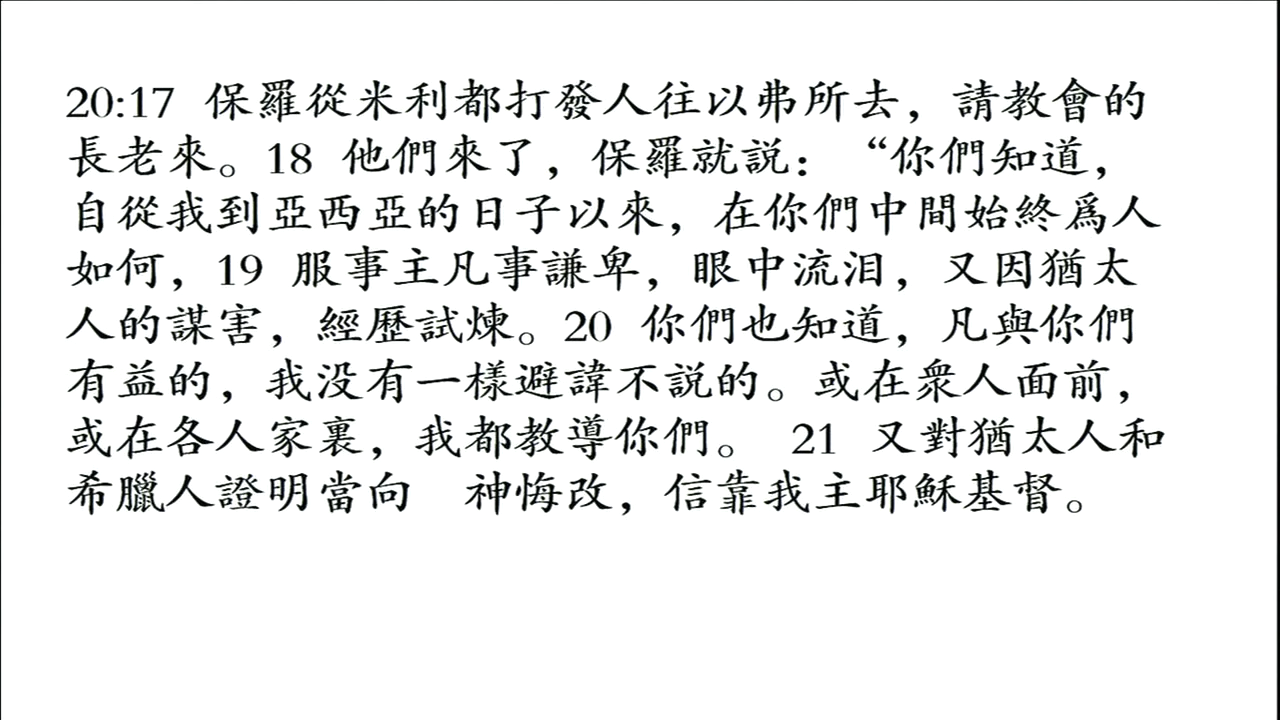 20:17 保羅從米利都打發人往以弗所去，請教會的
長老來。18 他們來了，保羅就説：“你們知道，
自從我到亞西亞的日子以來，在你們中間始終爲人
如何，19 服事主凡事謙卑，眼中流泪，又因猶太
人的謀害，經歷試煉。20 你們也知道，凡與你們
有益的，我没有一樣避諱不説的。或在衆人面前，
或在各人家裏，我都教導你們。 21 又對猶太人和
希臘人證明當向　神悔改，信靠我主耶穌基督。